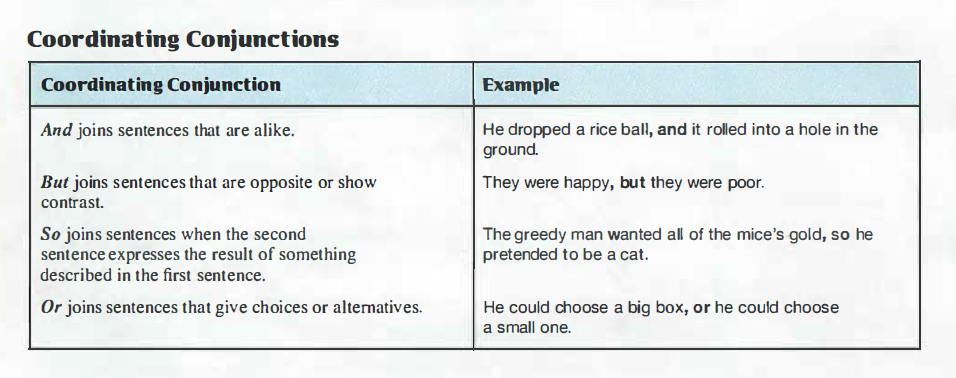 Coordinating Conjunctions
Coordinating Conjunction
Example
And joins sentences that are alike.
He dropped a rice ball, and it rolled into a hole in the
ground.
But joins sentences that are opposite or show
contrast.
They were happy, but they were poor.
So joins sentences when the second
sentence expresses the result of something
described in the first sentence.
The greedy man wanted all of the mice's gold, so he
pretended to be a cat.
Or joins sentences that give choices or alternatives.
He could choose a big box, or he could choose
a small one.